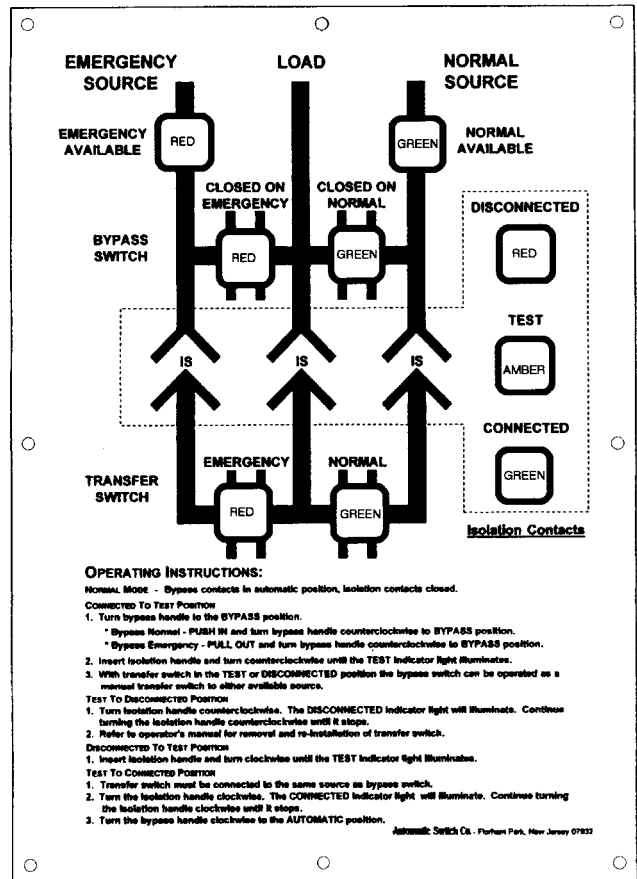 EMERGENCY SOURCE
LOAD
NORMAL SOURCE
EMERGENCY AVAILABLE
RED
GREEN
NORMAL AVAILABLE
CLOSED ON EMERGENCY
CLOSED ON NORMAL
DISCONNECTED
BYPASS SWITCH
RED
GREEN
RED
TEST
IS
IS
IS
AMBER
CONNECTED
EMERGENCY
NORMAL
TRANSFER SWITCH
RED
GREEN
GREEN
Isolation Contacts
OPERATING INSTRUCTIONS:
NORMAL MODE - Bypass contacts in automatic position, isolation contacts closed.
CONNECTED TO TEST POSITION
1. Turn bypass handle to the BYPASS position.
* Bypass Normal - PUSH IN and turn bypass handle counterclockwise to BYPASS position.
* Bypass Emergency - PULL OUT and turn bypass handle counterclockwise to BYPASS position.
2. Insert isolation handle and turn counterclockwise until the TEST indicator light illuminates.
3. With transfer switch in the TEST or DISCONNECTED position the bypass switch can be operated as a
manual transfer switch to either available source.
TEST TO DISCONNECTED POSITION
1. Turn isolation handle counterclockwise. The DISCONNECTED indicator light will illuminate. Continue
turning the isolation handle counterclockwise until it stops.
2. Refer to operator's manual for removal and re-installation of transfer switch.
DISCONNECTED TO TEST POSITION
1. Insert isolation handle and turn clockwise until the TEST indicator light illuminates.
TEST TO CONNECTED POSITION
1. Transfer switch must be connected to the same source as bypass switch.
2. Turn the isolation handle clockwise. The CONNECTED indicator light will illuminate. Continue turning
the isolation handle clockwise until it stops.
3. Turn the bypass handle clockwise to the AUTOMATIC position.
Automatic Switch Co. - Florham Park, New Jersey 07932